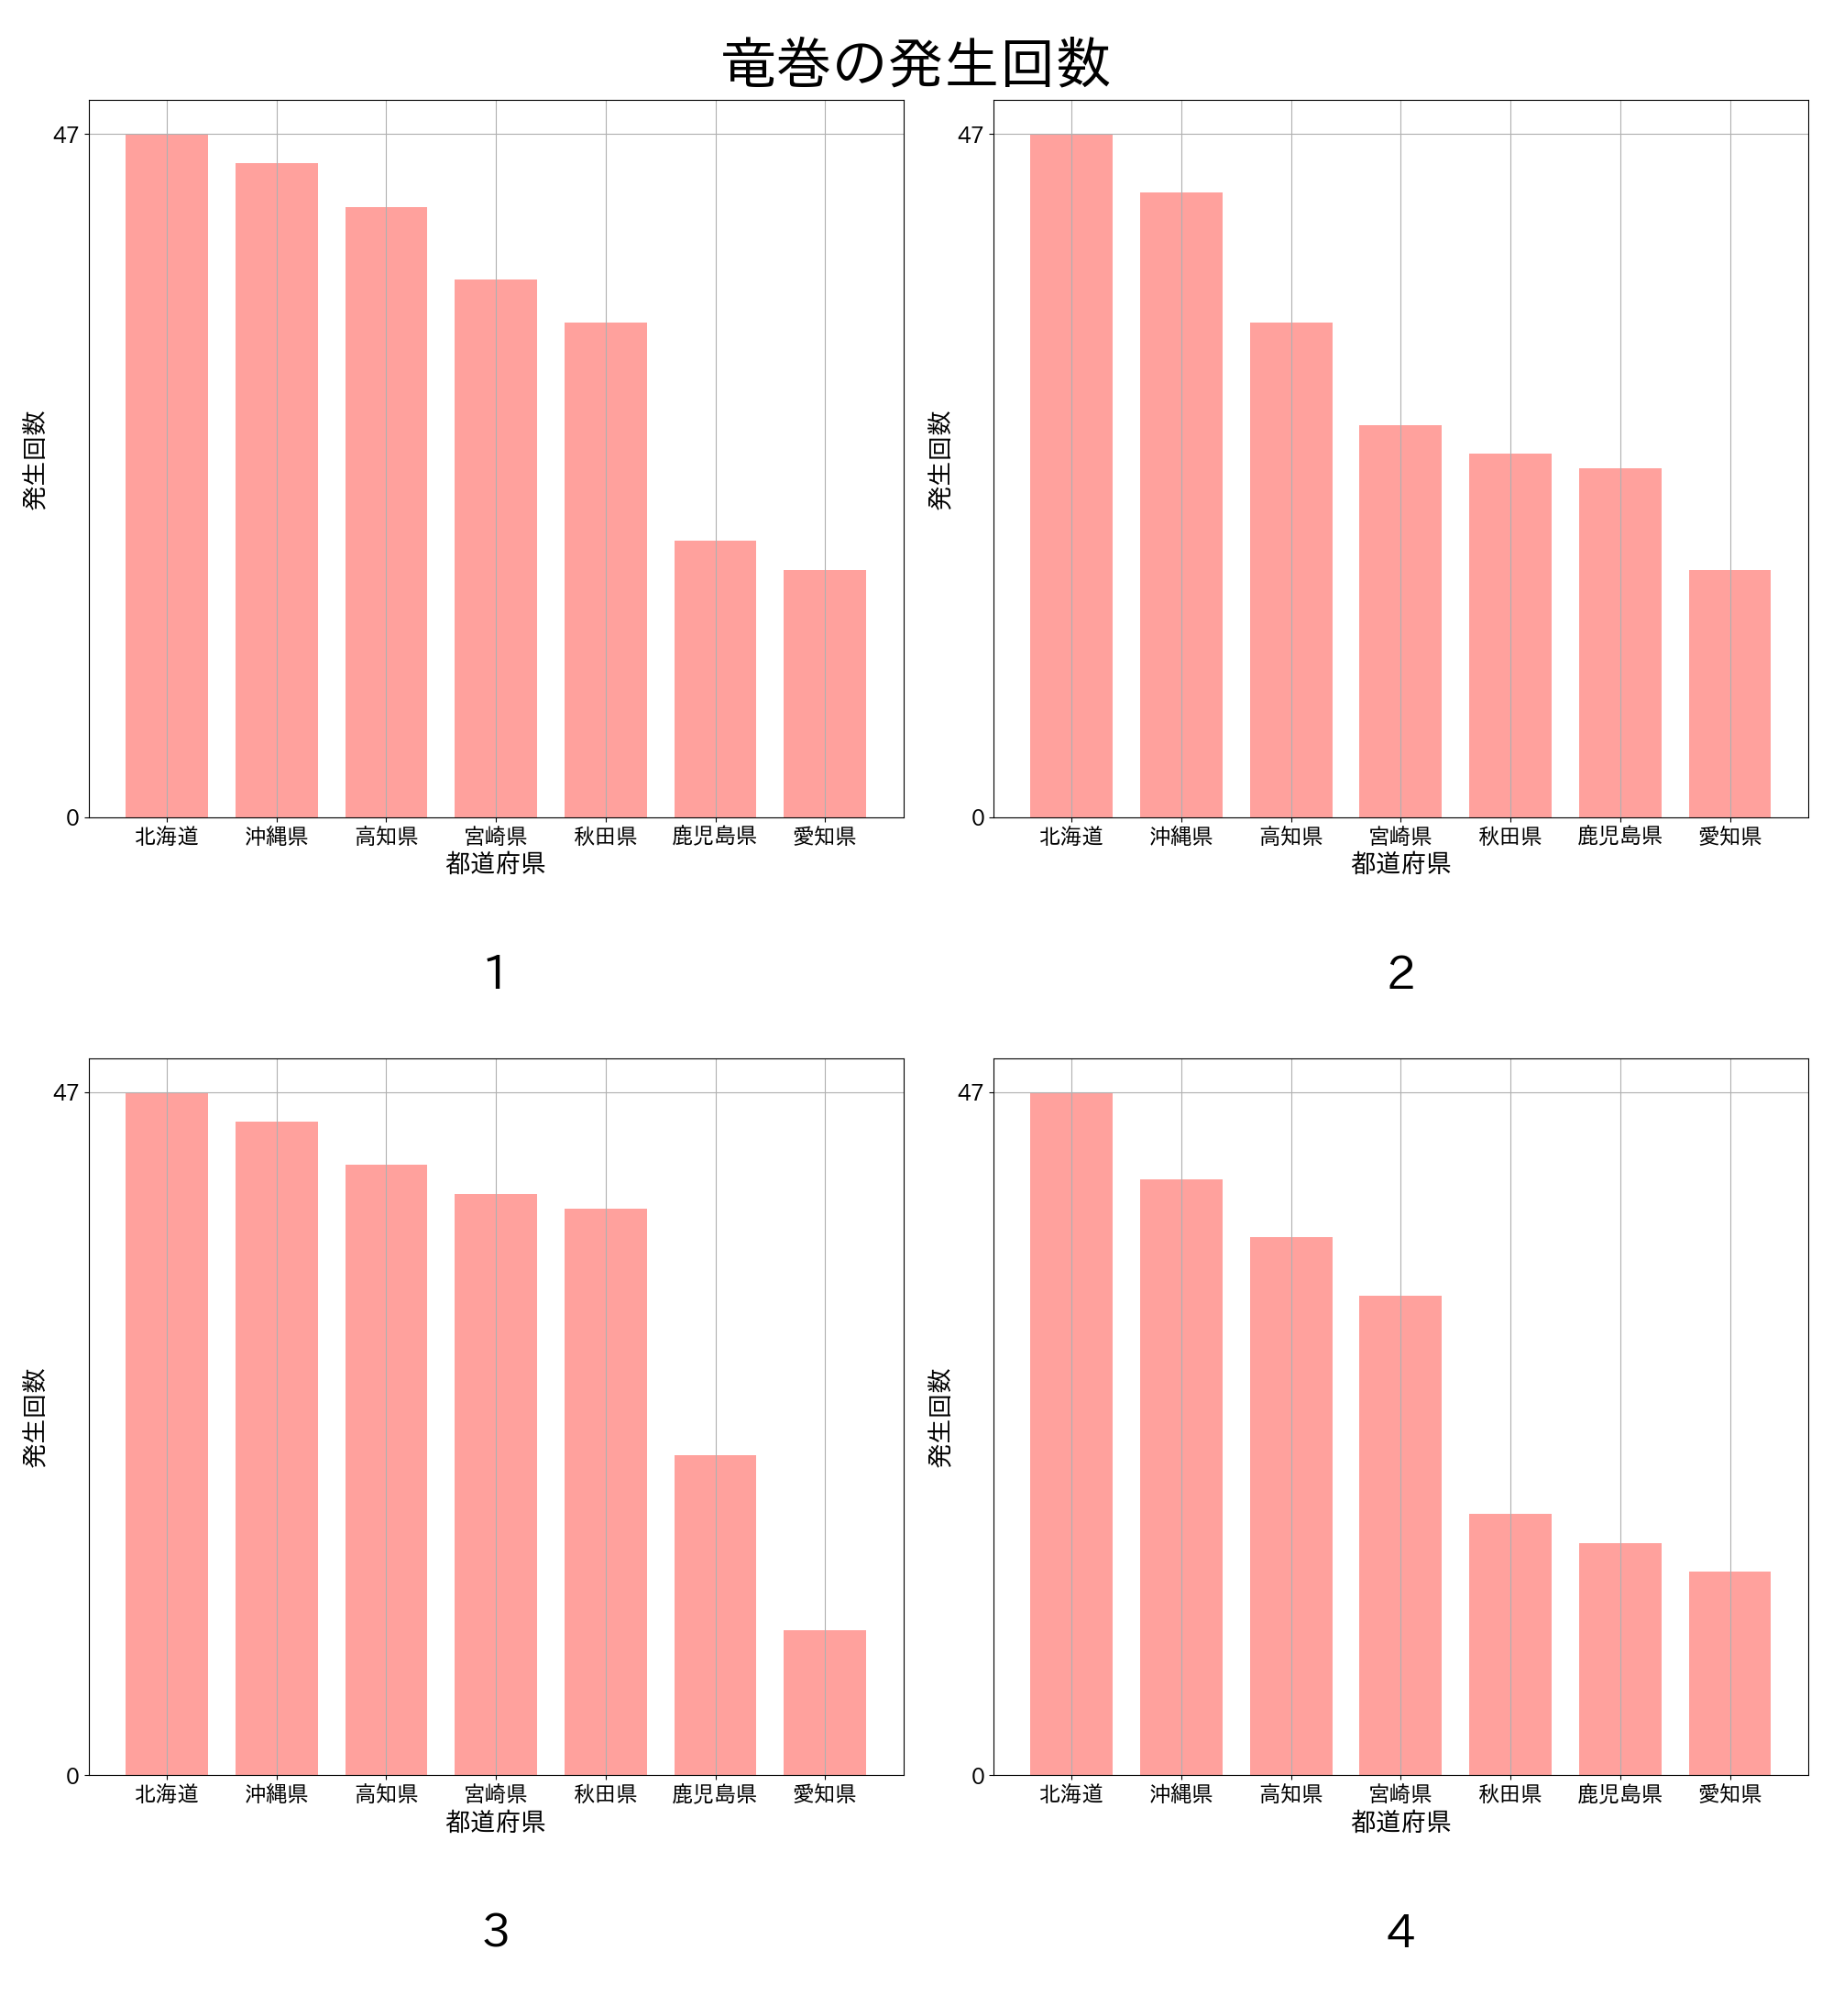 竜巻の発生回数
47
0
発生回数
北海道 沖縄県 高知県 宮崎県 秋田県 鹿児島県 愛知県
都道府県
1
47
0
発生回数
北海道 沖縄県 高知県 宮崎県 秋田県 鹿児島県 愛知県
都道府県
2
47
0
発生回数
北海道 沖縄県 高知県 宮崎県 秋田県 鹿児島県 愛知県
都道府県
3
47
0
発生回数
北海道 沖縄県 高知県 宮崎県 秋田県 鹿児島県 愛知県
都道府県
4